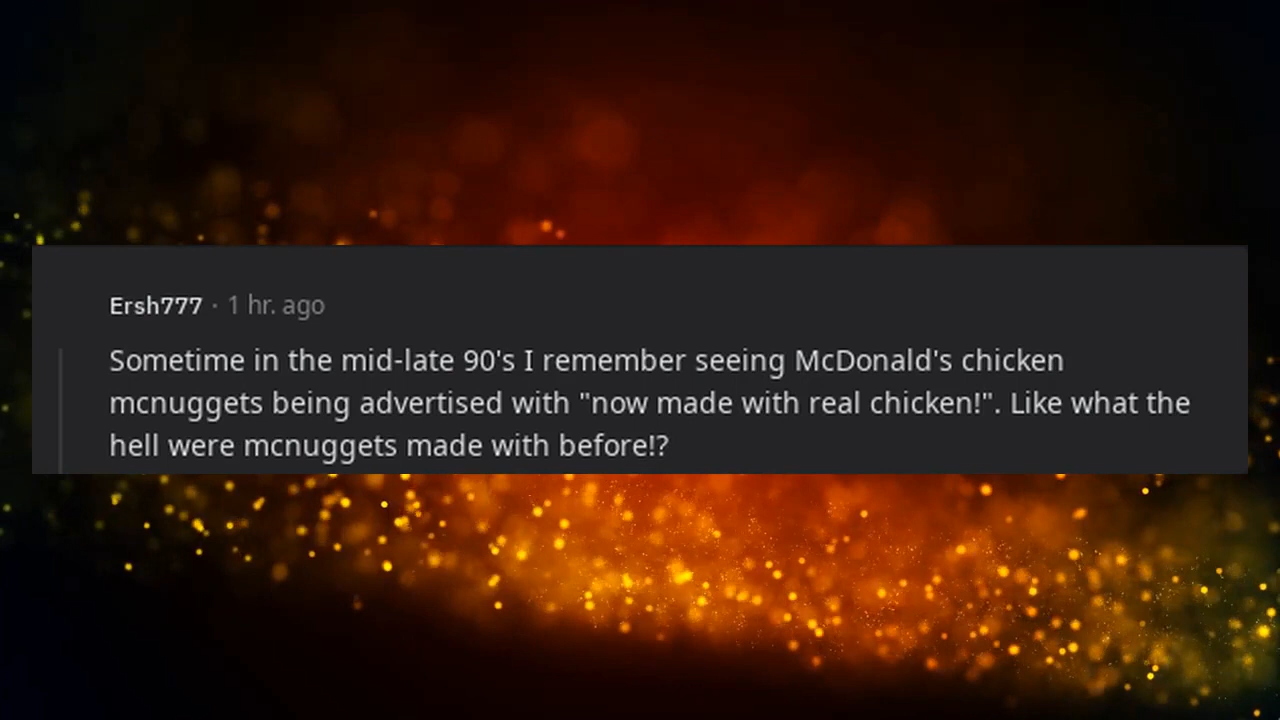 Ersh777 · 1 hr. ago
Sometime in the mid-late 90's I remember seeing McDonald's chicken
mcnuggets being advertised with "now made with real chicken!". Like what the
hell were mcnuggets made with before!?